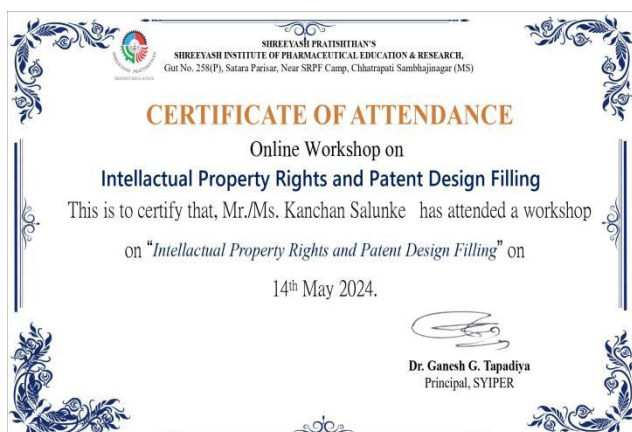 SHREEYASH PRATISHTHAN'S
SHREEYASH INSTITUTE OF PHARMACEUTICAL EDUCATION & RESEARCH,
Gut No. 258(P), Satara Parisar, Near SRPF Camp, Chhatrapati Sambhajinagar (MS)
CERTIFICATE OF ATTENDANCE
Online Workshop on
Intellactual Property Rights and Patent Design Filling
This is to certify that, Mr./Ms. Kanchan Salunke has attended a workshop
on "Intellactual Property Rights and Patent Design Filling" on
14th May 2024.
Dr. Ganesh G. Tapadiya
Principal, SYIPER